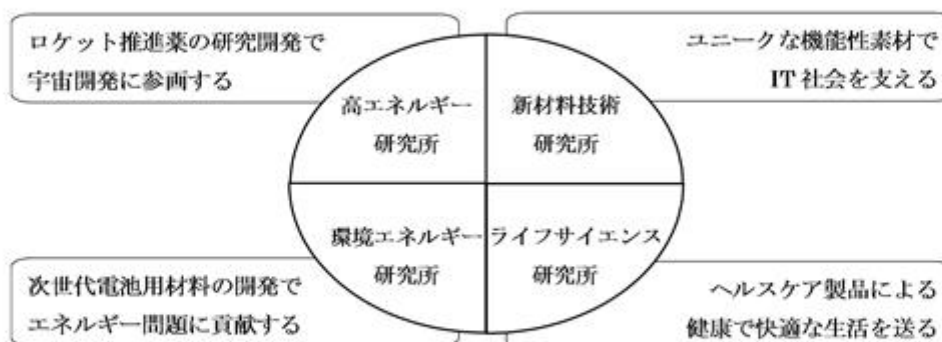 ロケット推進薬の研究開発で
宇宙開発に参画する
ユニークな機能性素材で
IT 社会を支える
高エネルギー
研究所
新材料技術
研究所
環境エネルギー
研究所
ライフサイエンス
研究所
次世代電池用材料の開発で
エネルギー問題に貢献する
ヘルスケア製品による
健康で快適な生活を送る